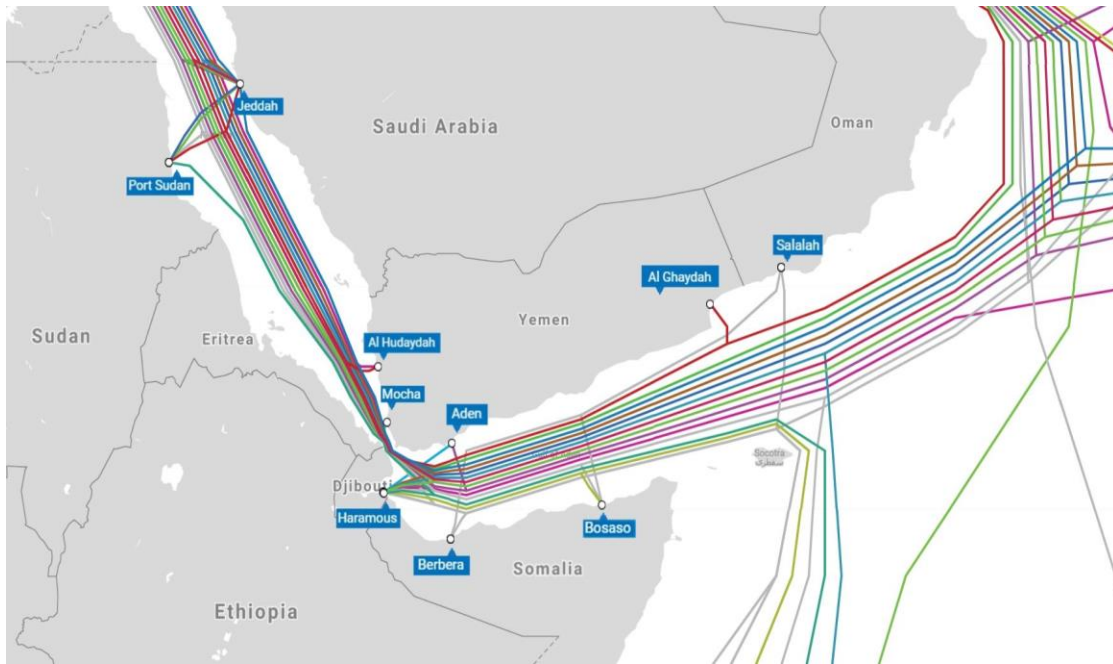 Jeddah
Saudi Arabia
Oman
Port Sudan
Salalah
Al Ghaydah
Yemen
Sudan
Eritrea
Al Hudaydah
Mocha
Aden
Socotra
سقطرى
Djibouti
Haramous
Bosaso
Berbera
Somalia
Ethiopia